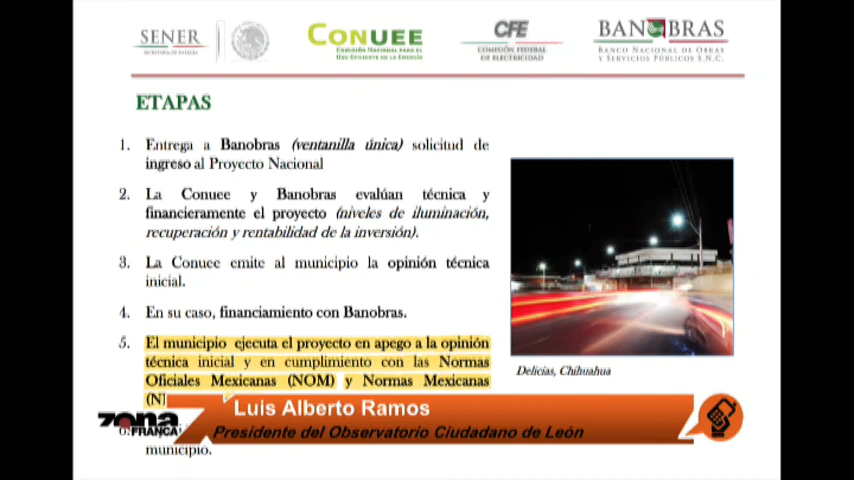 SENER
SECRETARÍA DE ENERGÍA
CONUEE
COMISIÓN NACIONAL PARA EL
USO EFICIENTE DE LA ENERGÍA
CFE
COMISIÓN FEDERAL
DE ELECTRICIDAD
BANOBRAS
BANCO NACIONAL DE OBRAS
Y SERVICIOS PÚBLICOS S.N.C.
ETAPAS
1. Entrega a Banobras (ventanilla única) solicitud de
ingreso al Proyecto Nacional
2. La Conuee y Banobras evalúan técnica y
financieramente el proyecto (niveles de iluminación,
recuperación y rentabilidad de la inversión).
3. La Conuee emite al municipio la opinión técnica
inicial.
4. En su caso, financiamiento con Banobras.
5. El municipio ejecuta el proyecto en apego a la opinión
técnica inicial y en cumplimiento con las Normas
Oficiales Mexicanas (NOM) y Normas Mexicanas
Delicias, Chihuahua
Luis Alberto Ramos
Presidente del Observatorio Ciudadano de León
zona
FRANCA
municipio.